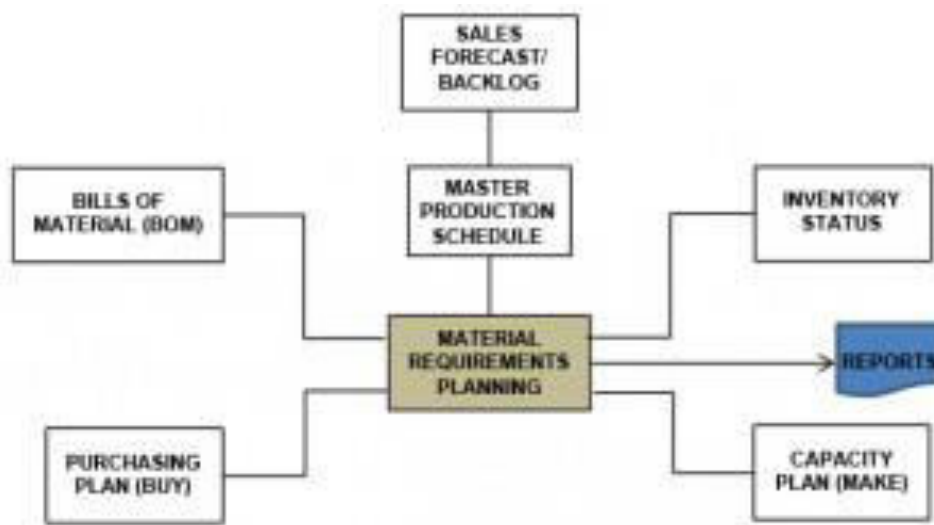 SALES
FORECAST/
BACKLOG
BILLS OF
MATERIAL (BOM)
MASTER
PRODUCTION
SCHEDULE
INVENTORY
STATUS
MATERIAL
REQUIREMENTS
PLANNING
REPORTS
PURCHASING
PLAN (BUY)
CAPACITY
PLAN (MAKE)